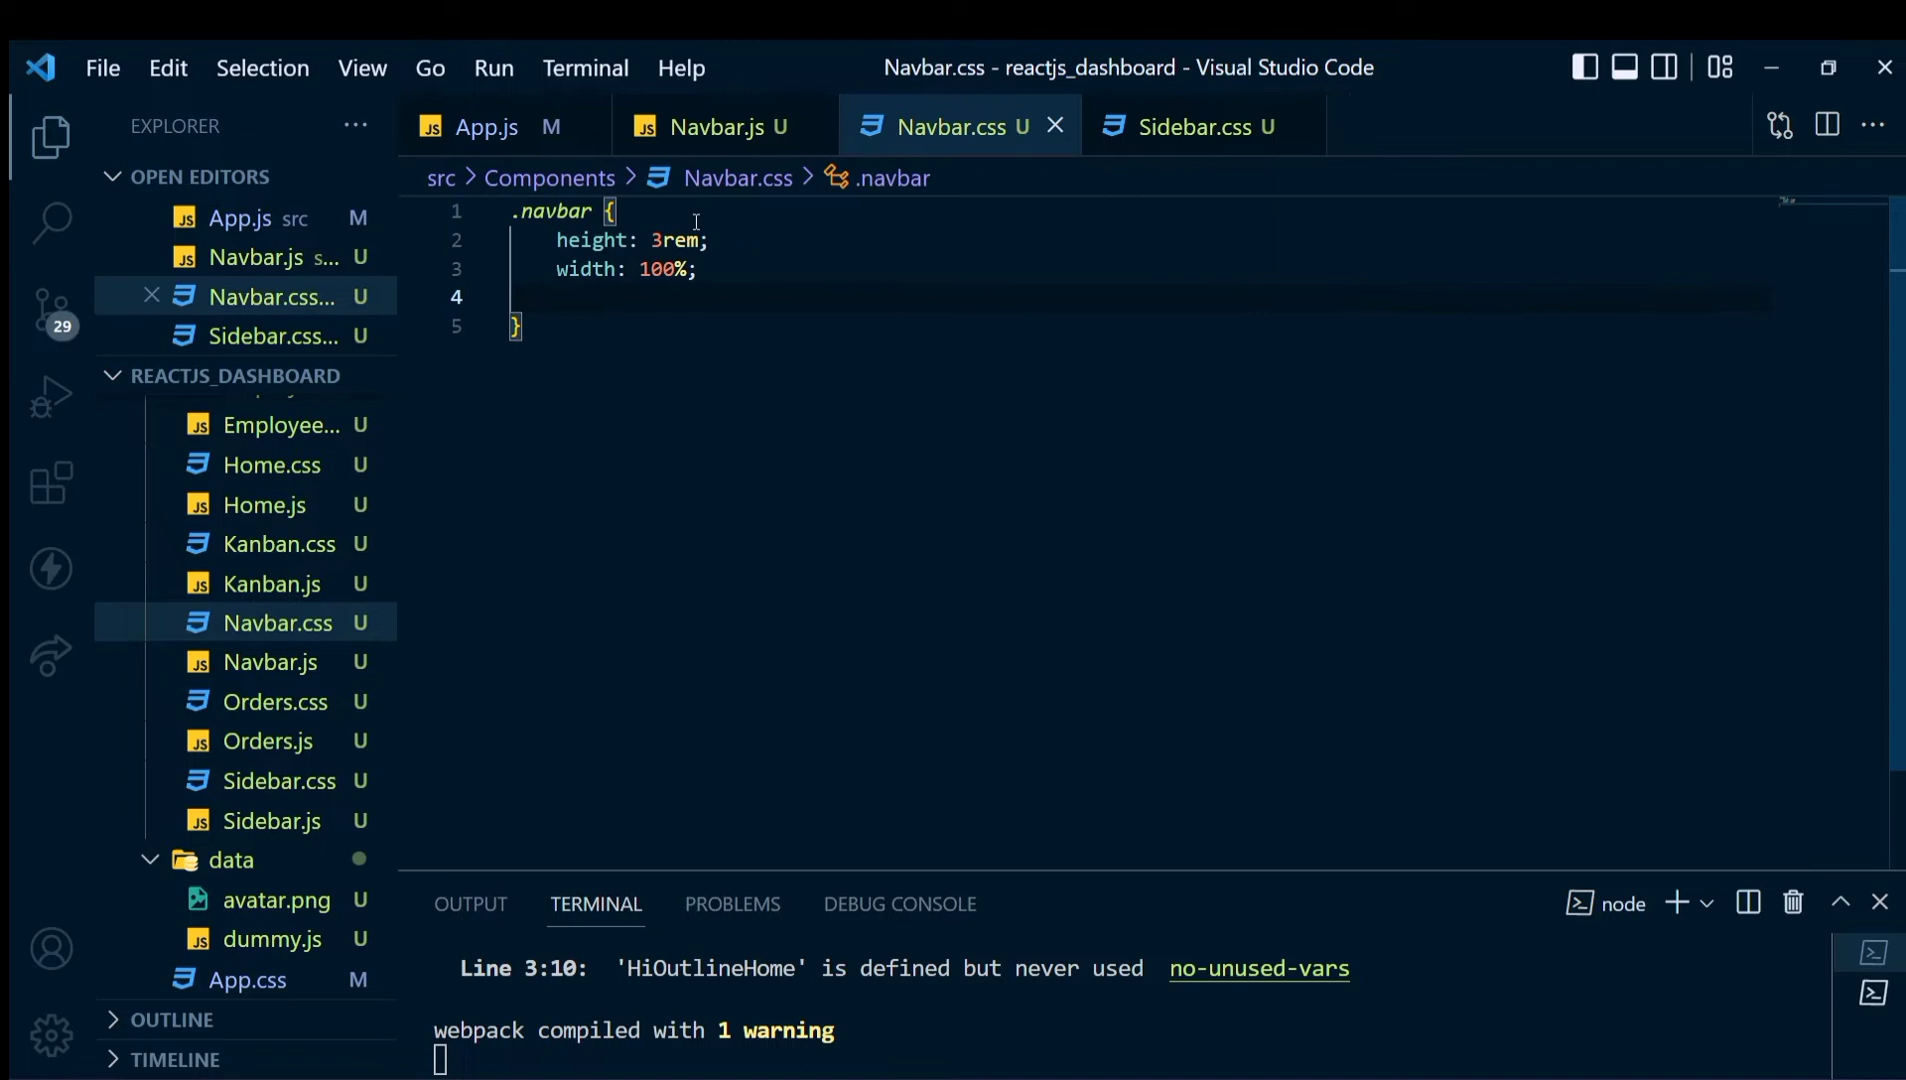 File Edit Selection View Go Run Terminal Help Navbar.css - reactjs_dashboard - Visual Studio Code
EXPLORER ···
App.js M Navbar.js U Navbar.css U Sidebar.css U
OPEN EDITORS
App.js src M
Navbar.js s... U
Navbar.css... U
Sidebar.css... U
src > Components > Navbar.css > .navbar
1 .navbar {
2 height: 3rem;
3 width: 100%;
4
5 }
29
REACTJS_DASHBOARD
Employee... U
Home.css U
Home.js U
Kanban.css U
Kanban.js U
Navbar.css U
Navbar.js U
Orders.css U
Orders.js U
Sidebar.css U
Sidebar.js U
data
avatar.png U
dummy.js U
App.css M
OUTLINE
TIMELINE
OUTPUT TERMINAL PROBLEMS DEBUG CONSOLE node
Line 3:10: 'HiOutlineHome' is defined but never used no-unused-vars
webpack compiled with 1 warning